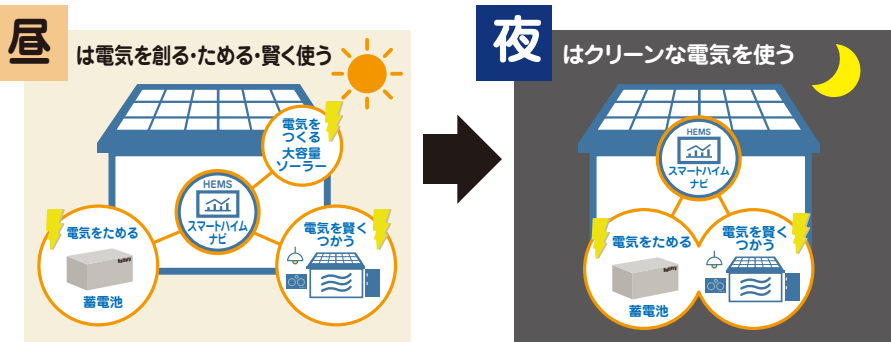 昼
は電気を創る・ためる・賢く使う
電気を
つくる
大容量
ソーラー
HEMS
スマートハイム
ナビ
電気をためる
Battery
蓄電池
電気を賢く
つかう
夜
はクリーンな電気を使う
HEMS
スマートハイム
ナビ
電気をためる
Battery
蓄電池
電気を賢く
つかう